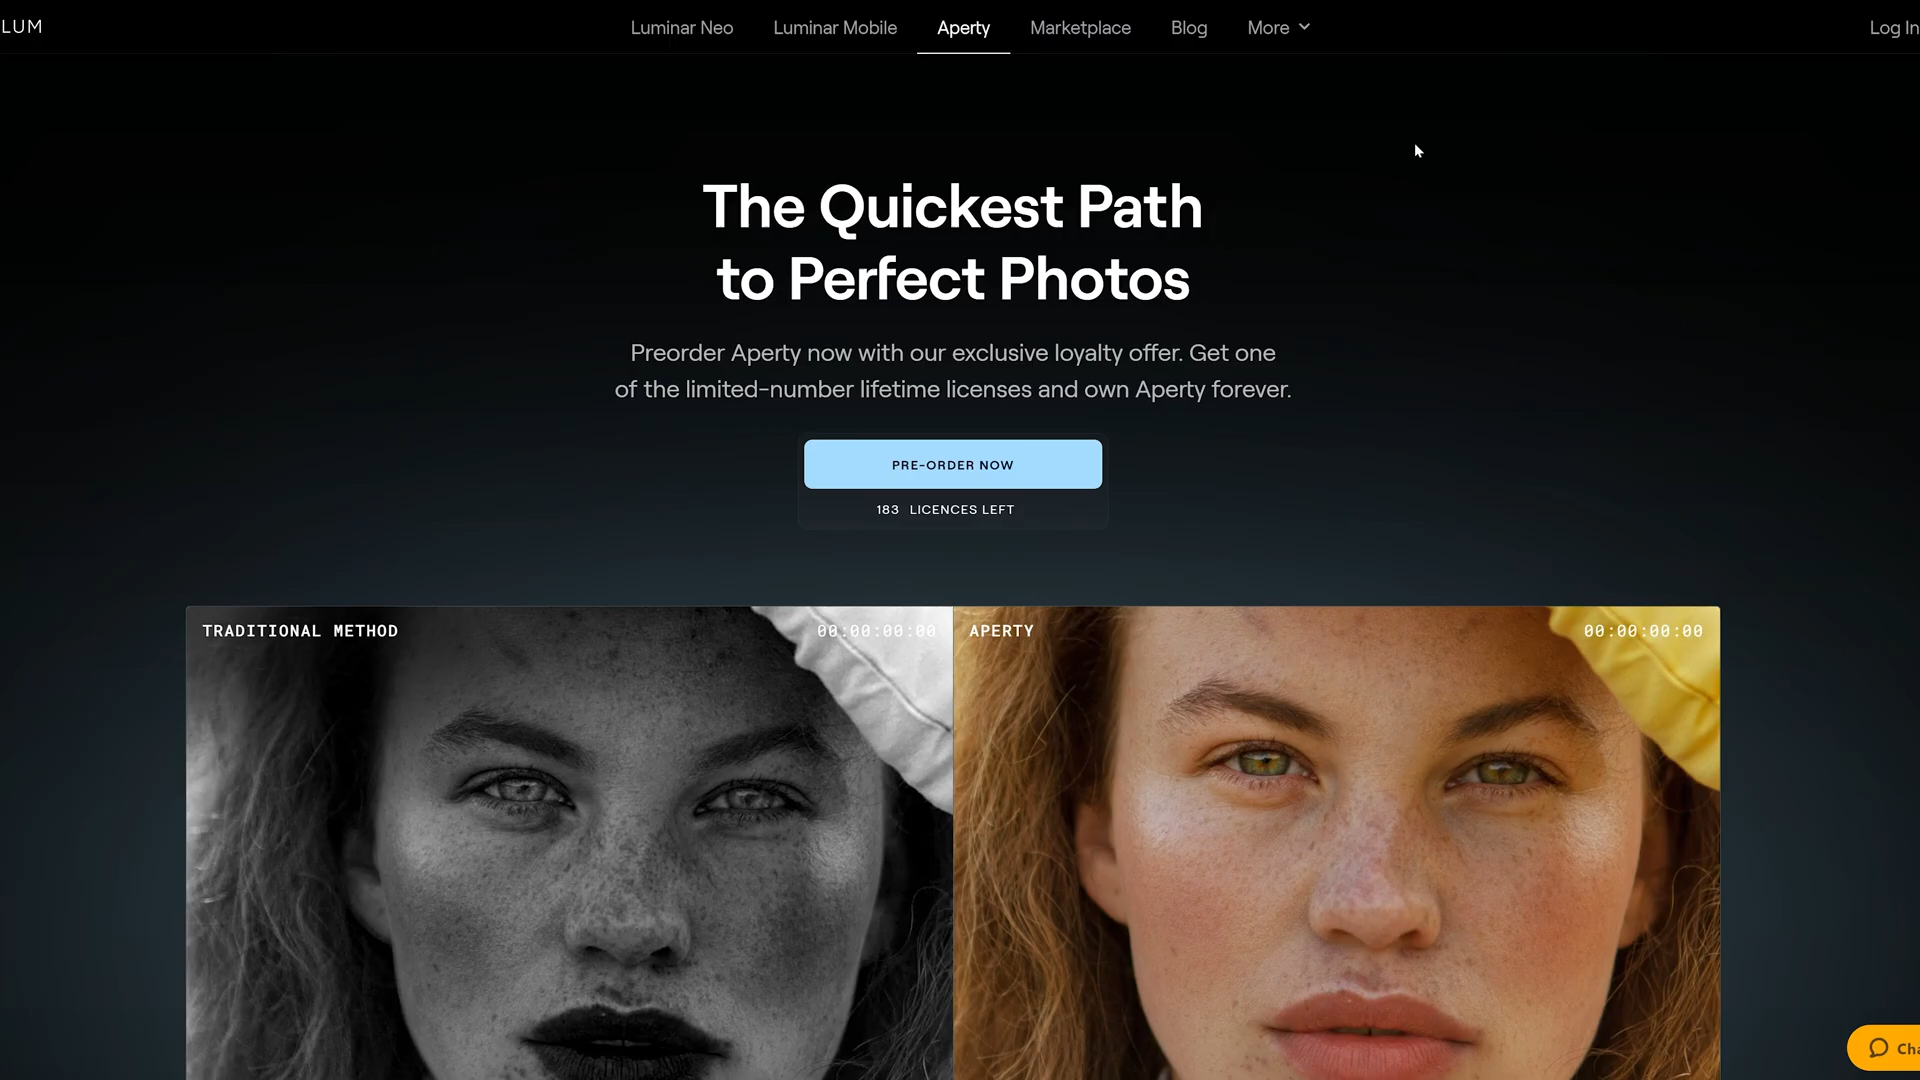 LUM
Luminar Neo
Luminar Mobile
Aperty
Marketplace
Blog
More
Log In
The Quickest Path
to Perfect Photos
Preorder Aperty now with our exclusive loyalty offer. Get one
of the limited-number lifetime licenses and own Aperty forever.
PRE-ORDER NOW
183 LICENCES LEFT
TRADITIONAL METHOD
00:00:00:00
APERTY
00:00:00:00
Cha